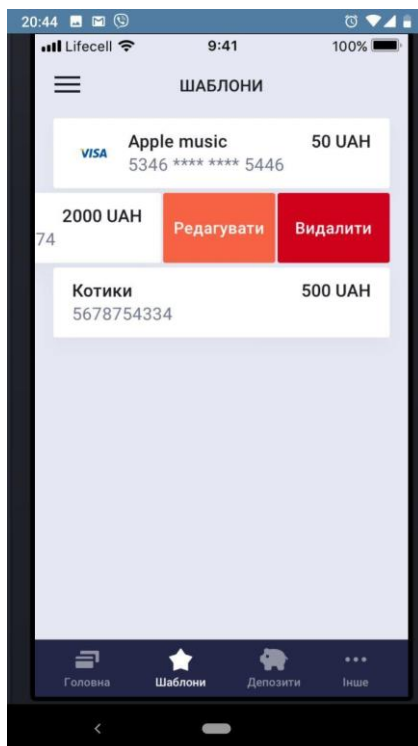 20:44
Lifecell 9:41 100%
ШАБЛОНИ
VISA Apple music 50 UAH
5346 **** **** 5446
2000 UAH Редагувати Видалити
74
Котики 500 UAH
5678754334
Головна Шаблони Депозити Інше